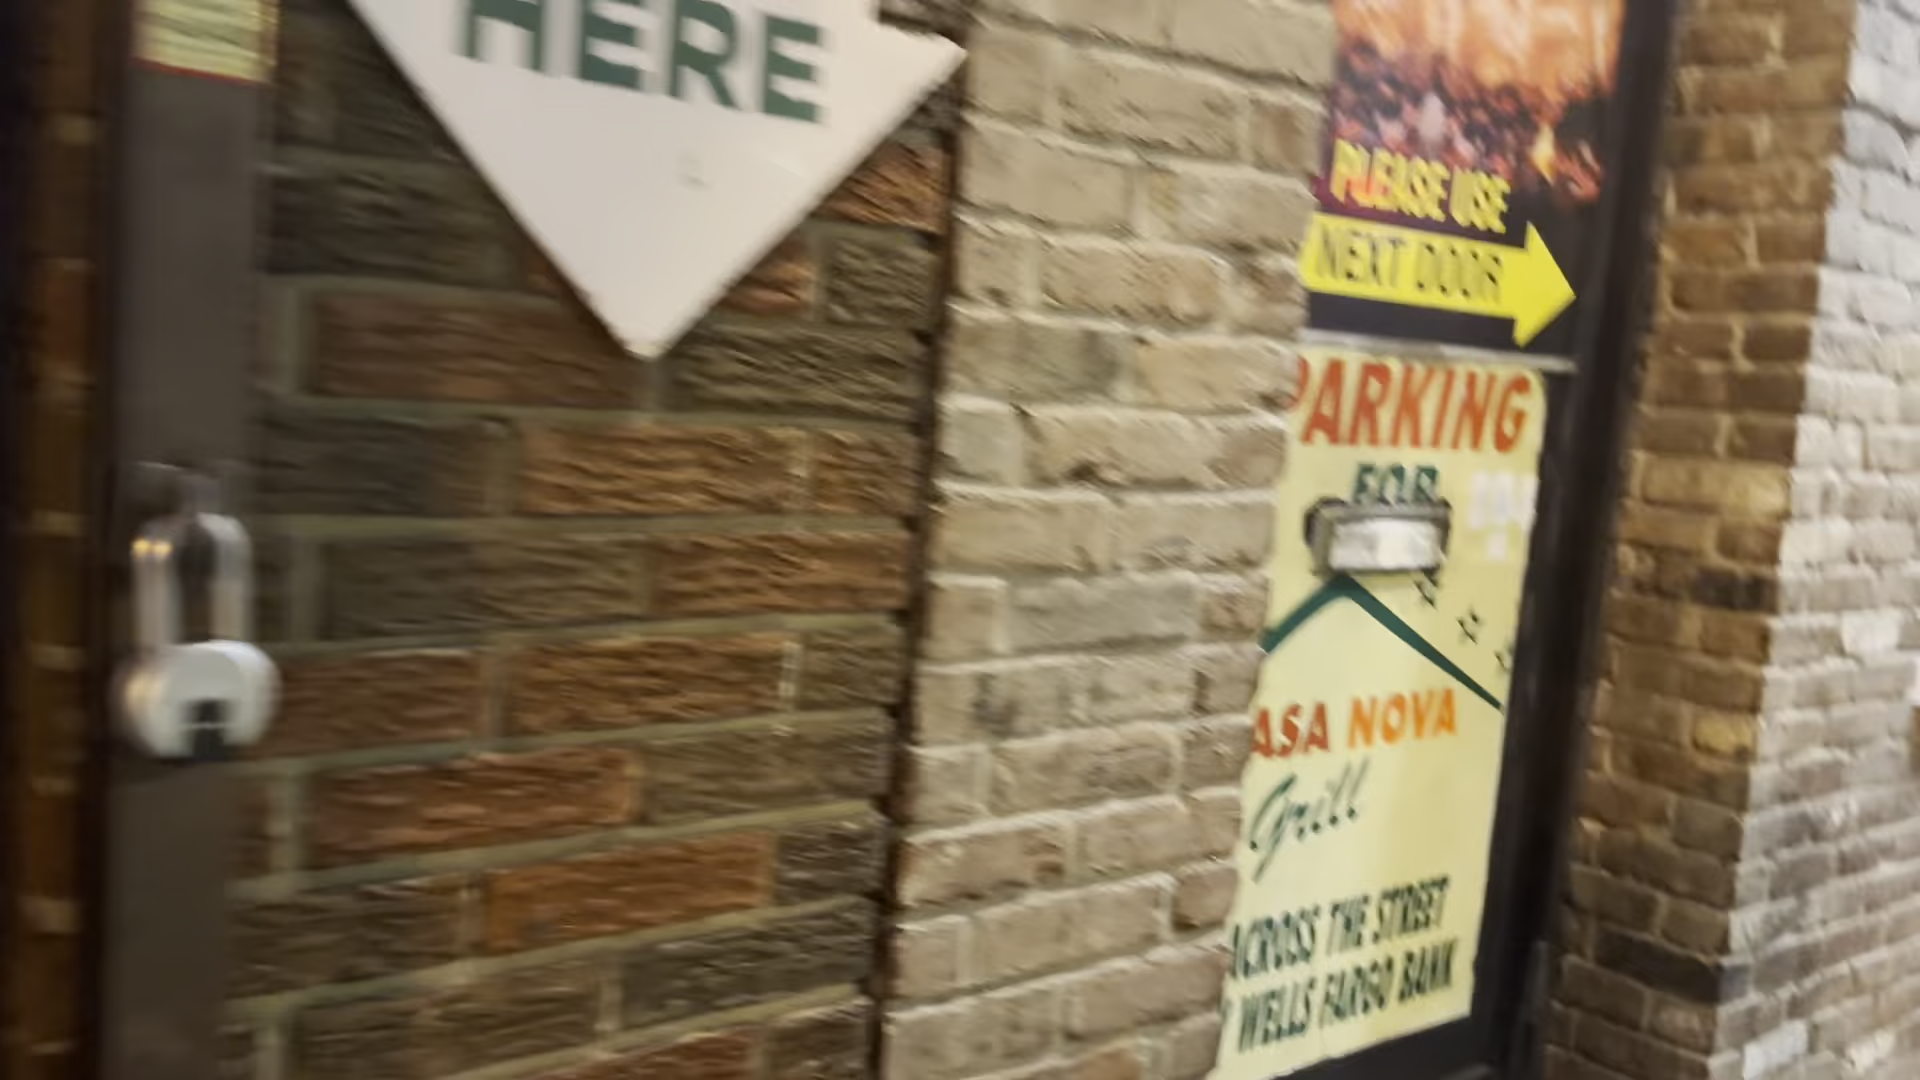 HERE
PLEASE USE
NEXT DOOR
PARKING
FOR
ASA NOVA
Grill
ACROSS THE STREET
WELLS FARGO BANK